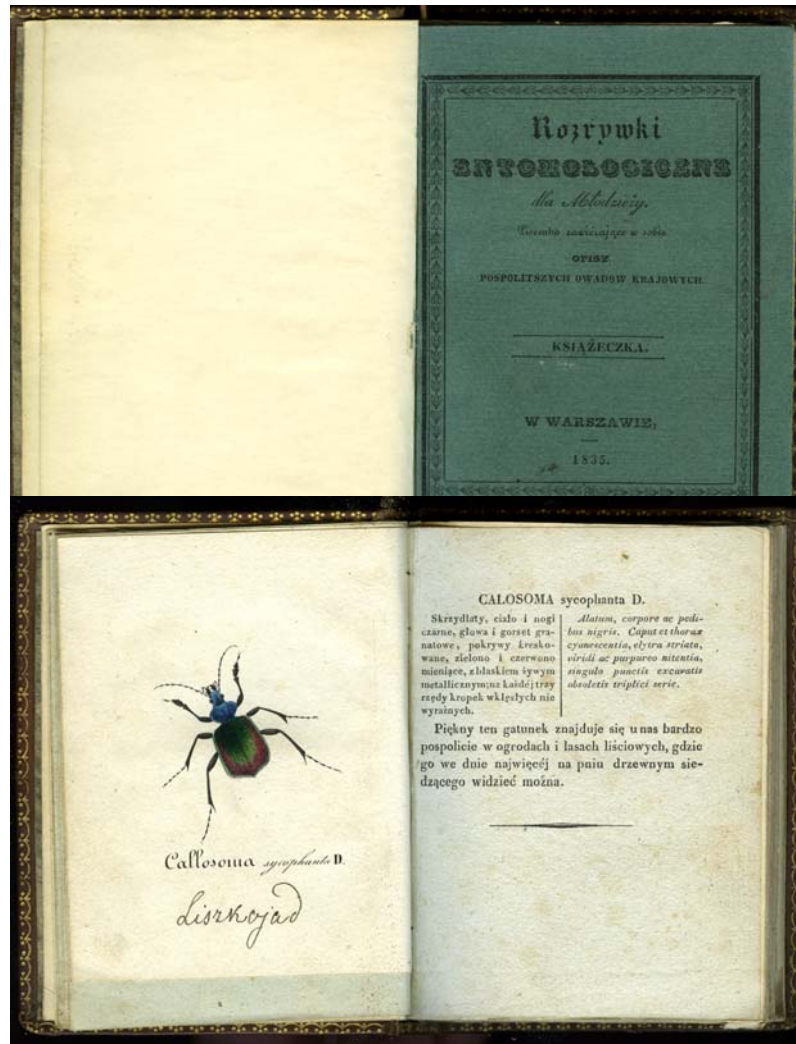 Rozrywki
ENTOMOLOGICZNE
dla Młodzieży.
Pisemko zawierające w sobie
OPISY
POSPOLITSZYCH OWADOW KRAJOWYCH.
KSIĄŻECZKA.
W WARSZAWIE,
1835.
Callosoma sycophanta D.
Liszkojad
CALOSOMA sycophanta D.
Skrzydlaty, ciało i nogi
czarne, głowa i gorset gra-
natowe, pokrywy kresko-
wane, zielono i czerwono
mieniące, z blaskiem żywym
metallicznym; na każdéj trzy
rzędy kropek wklęsłych nie
wyraźnych.
Alatum, corpore ac pedi-
bus nigris. Caput et thorax
cyanescentia, elytra striata,
viridi ac purpureo nitentia,
singulo punctis excavatis
obsoletis triplici serie.
Piękny ten gatunek znajduje się u nas bardzo
pospolicie w ogrodach i lasach liściowych, gdzie
go we dnie najwięcéj na pniu drzewnym sie-
dzącego widzieć można.